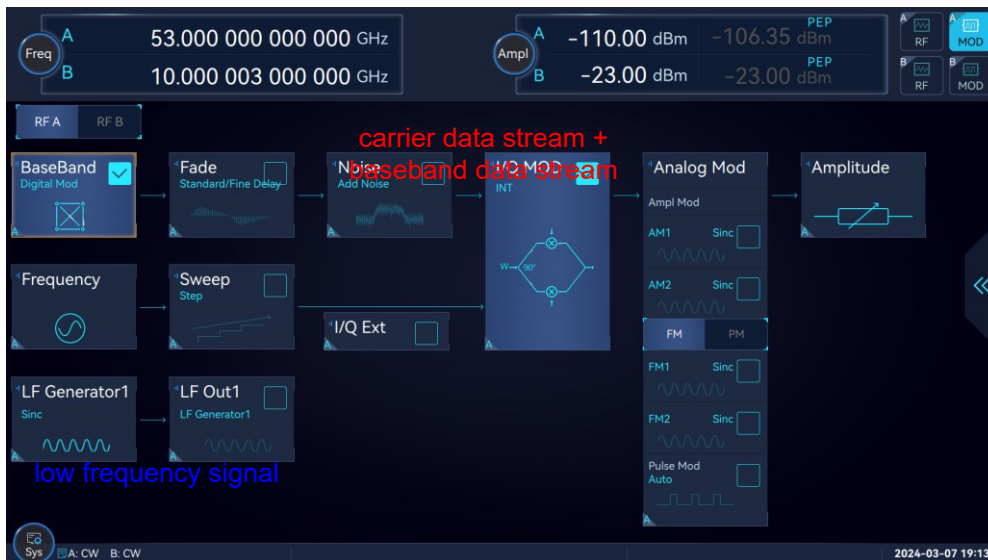 Freq
A
53.000 000 000 000 GHz
B
10.000 003 000 000 GHz
Ampl
A
-110.00 dBm
PEP
-106.35 dBm
B
-23.00 dBm
PEP
-23.00 dBm
A
RF
A
MOD
B
RF
B
MOD
RF A
RF B
carrier data stream +
baseband data stream
BaseBand
Digital Mod
A
Fade
Standard/Fine Delay
A
Noise
Add Noise
A
I/Q MOD
INT
W
90°
A
Analog Mod
Ampl Mod
AM1 Sinc
AM2 Sinc
FM PM
FM1 Sinc
FM2 Sinc
Pulse Mod
Auto
A
Amplitude
A
Frequency
A
Sweep
Step
A
I/Q Ext
A
LF Generator1
Sinc
A
LF Out1
LF Generator1
A
low frequency signal
Sys
A: CW B: CW
2024-03-07 19:13